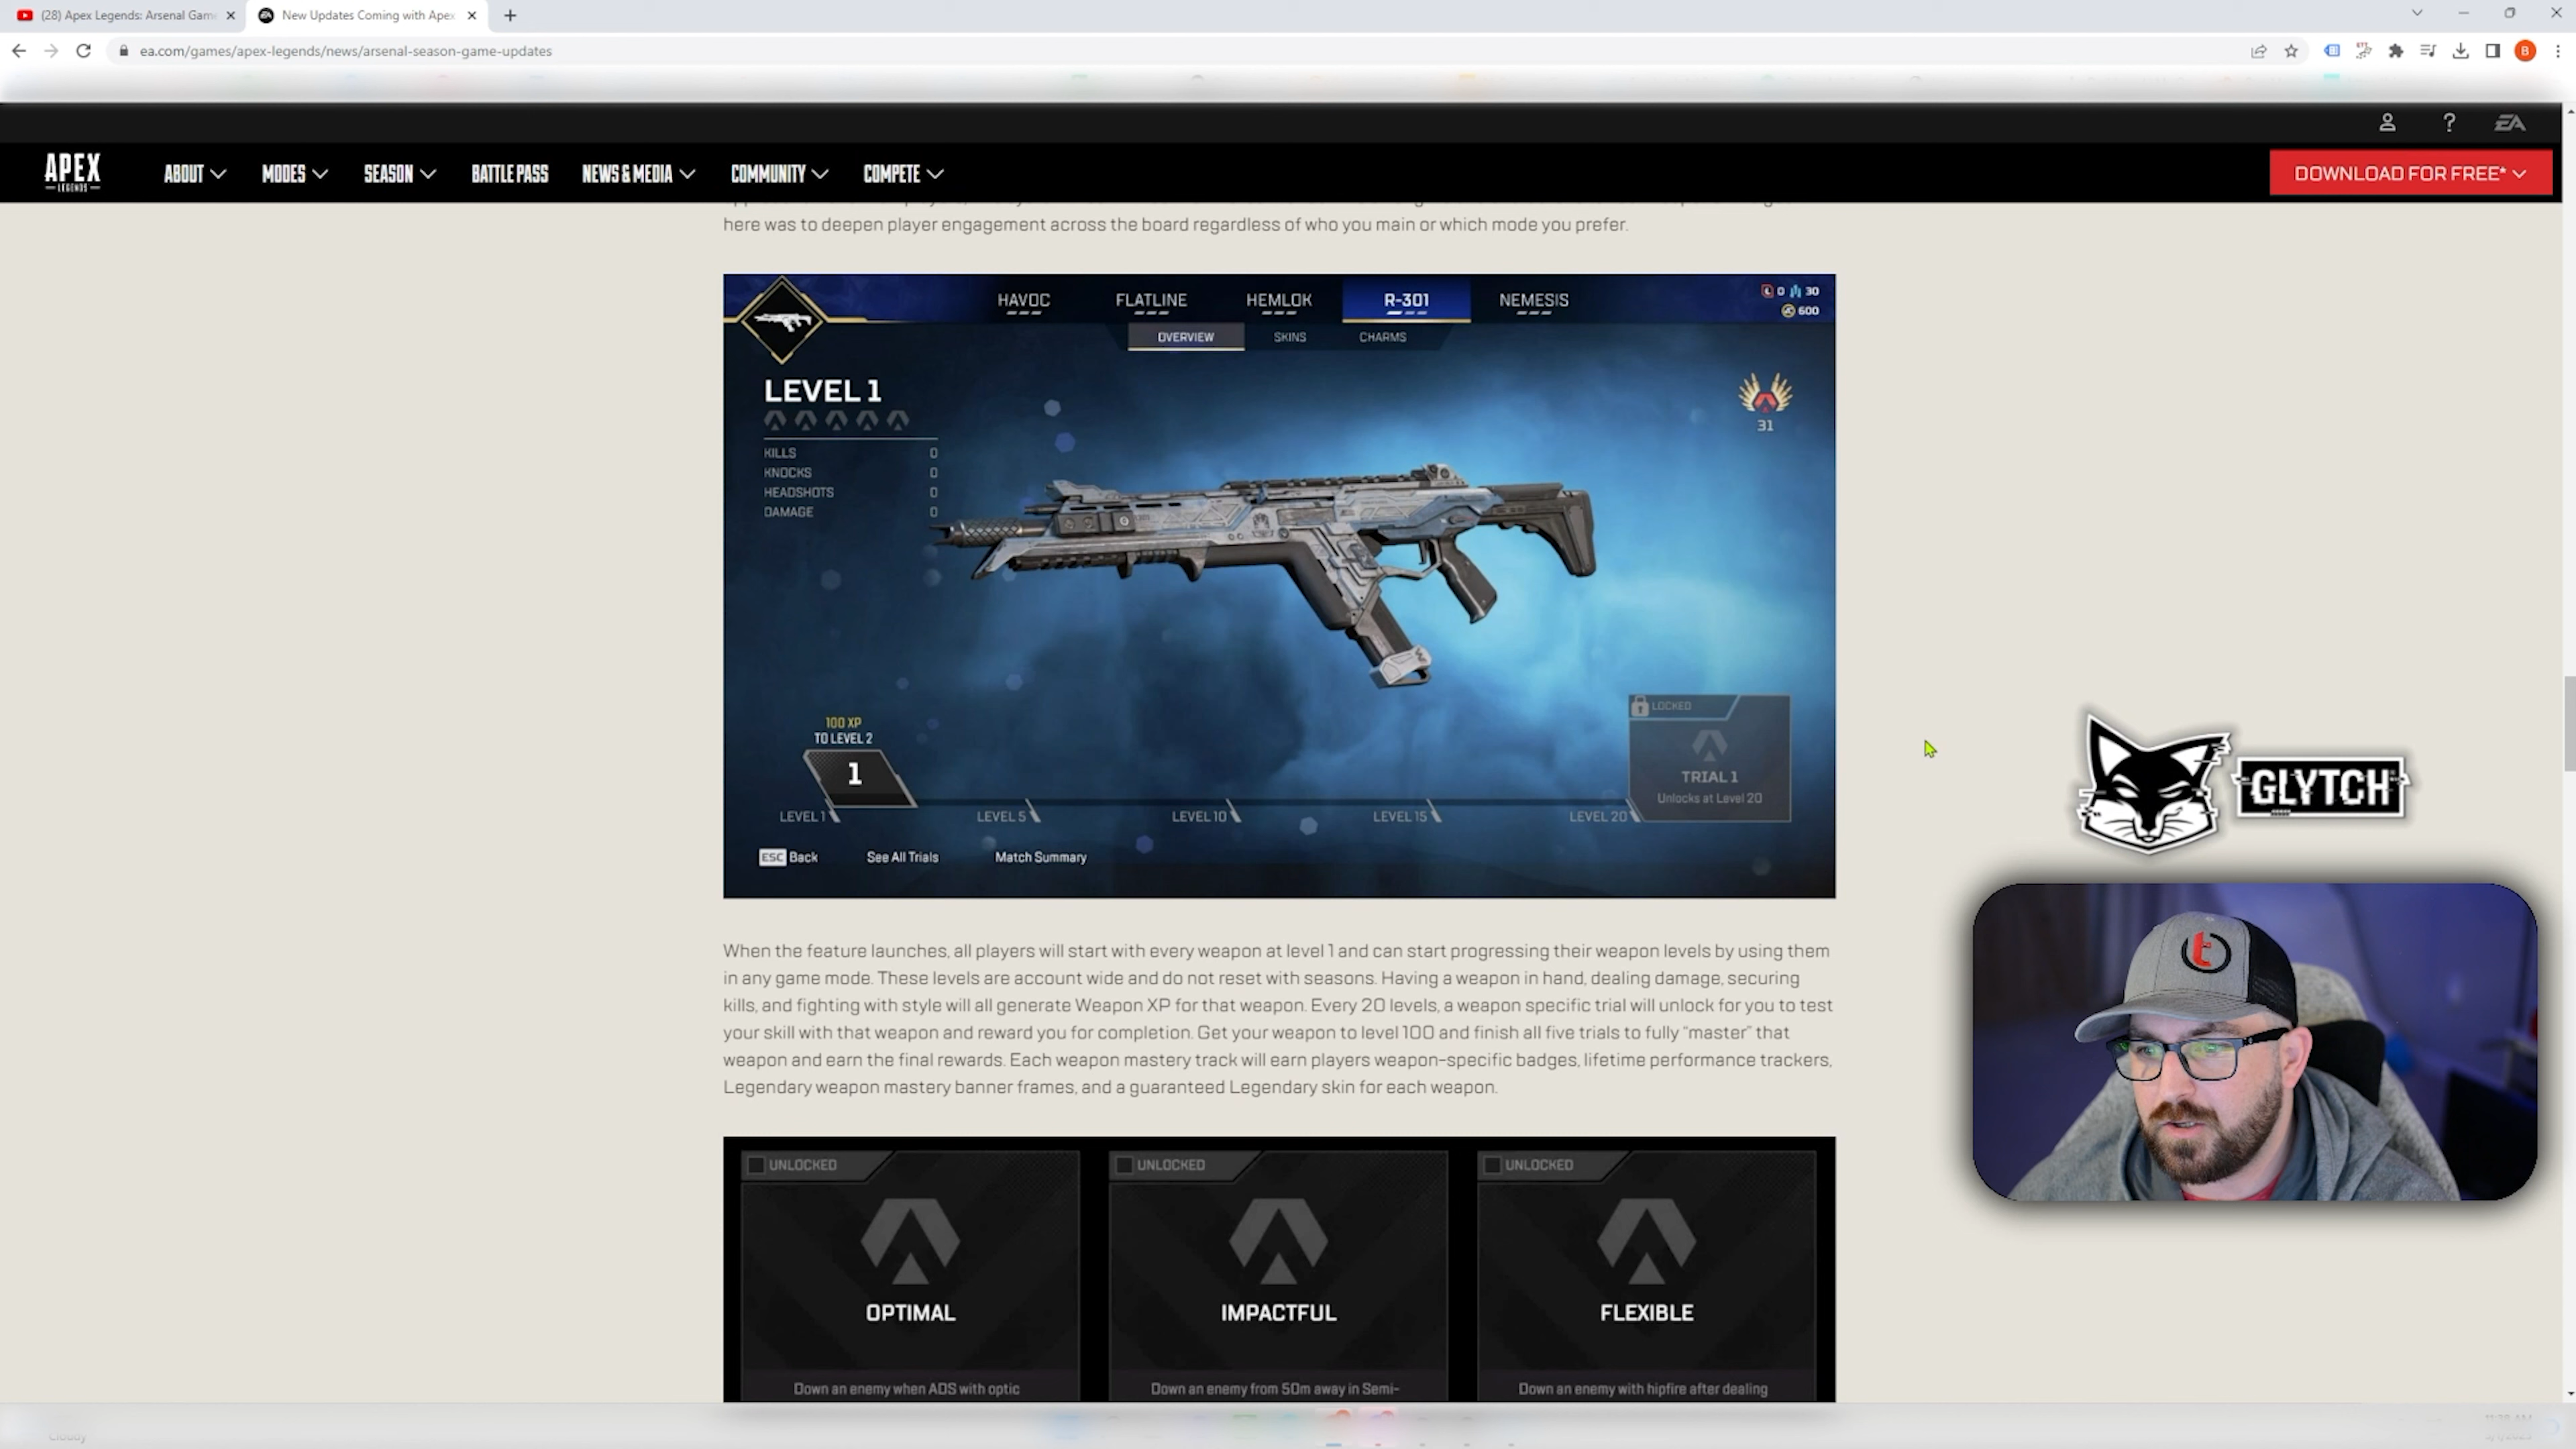 (28) Apex Legends: Arsenal Gam
New Updates Coming with Apex
ea.com/games/apex-legends/news/arsenal-season-game-updates
B
EA
APEX
LEGENDS
ABOUT MODES SEASON BATTLE PASS NEWS & MEDIA COMMUNITY COMPETE
DOWNLOAD FOR FREE*
here was to deepen player engagement across the board regardless of who you main or which mode you prefer.
HAVOC FLATLINE HEMLOK R-301 NEMESIS
0 30
600
OVERVIEW SKINS CHARMS
LEVEL 1
31
KILLS 0
KNOCKS 0
HEADSHOTS 0
DAMAGE 0
LOCKED
TRIAL 1
Unlocks at Level 20
100 XP
TO LEVEL 2
1
LEVEL 1 LEVEL 5 LEVEL 10 LEVEL 15 LEVEL 20
ESC Back See All Trials Match Summary
GLYTCH
When the feature launches, all players will start with every weapon at level 1 and can start progressing their weapon levels by using them
in any game mode. These levels are account wide and do not reset with seasons. Having a weapon in hand, dealing damage, securing
kills, and fighting with style will all generate Weapon XP for that weapon. Every 20 levels, a weapon specific trial will unlock for you to test
your skill with that weapon and reward you for completion. Get your weapon to level 100 and finish all five trials to fully “master” that
weapon and earn the final rewards. Each weapon mastery track will earn players weapon-specific badges, lifetime performance trackers,
Legendary weapon mastery banner frames, and a guaranteed Legendary skin for each weapon.
UNLOCKED UNLOCKED UNLOCKED
OPTIMAL IMPACTFUL FLEXIBLE
Down an enemy when ADS with optic Down an enemy from 50m away in Semi- Down an enemy with hipfire after dealing
Cloudy